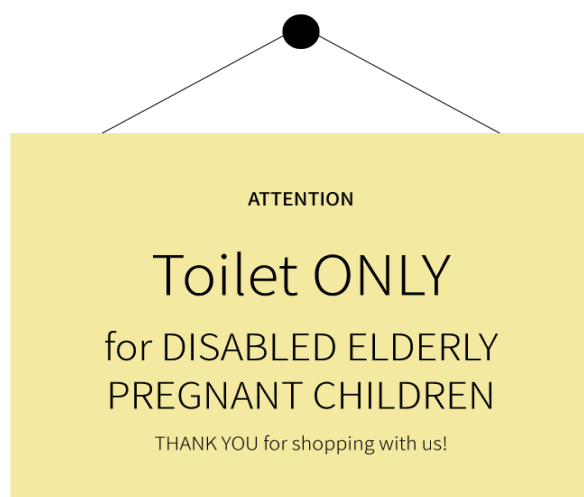 ATTENTION
Toilet ONLY
for DISABLED ELDERLY
PREGNANT CHILDREN
THANK YOU for shopping with us!